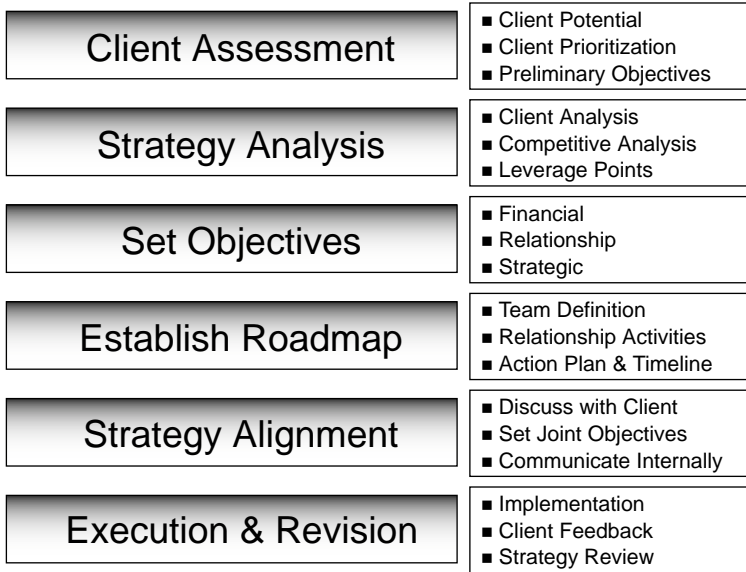 Client Assessment
■ Client Potential
■ Client Prioritization
■ Preliminary Objectives
Strategy Analysis
■ Client Analysis
■ Competitive Analysis
■ Leverage Points
Set Objectives
■ Financial
■ Relationship
■ Strategic
Establish Roadmap
■ Team Definition
■ Relationship Activities
■ Action Plan & Timeline
Strategy Alignment
■ Discuss with Client
■ Set Joint Objectives
■ Communicate Internally
Execution & Revision
■ Implementation
■ Client Feedback
■ Strategy Review